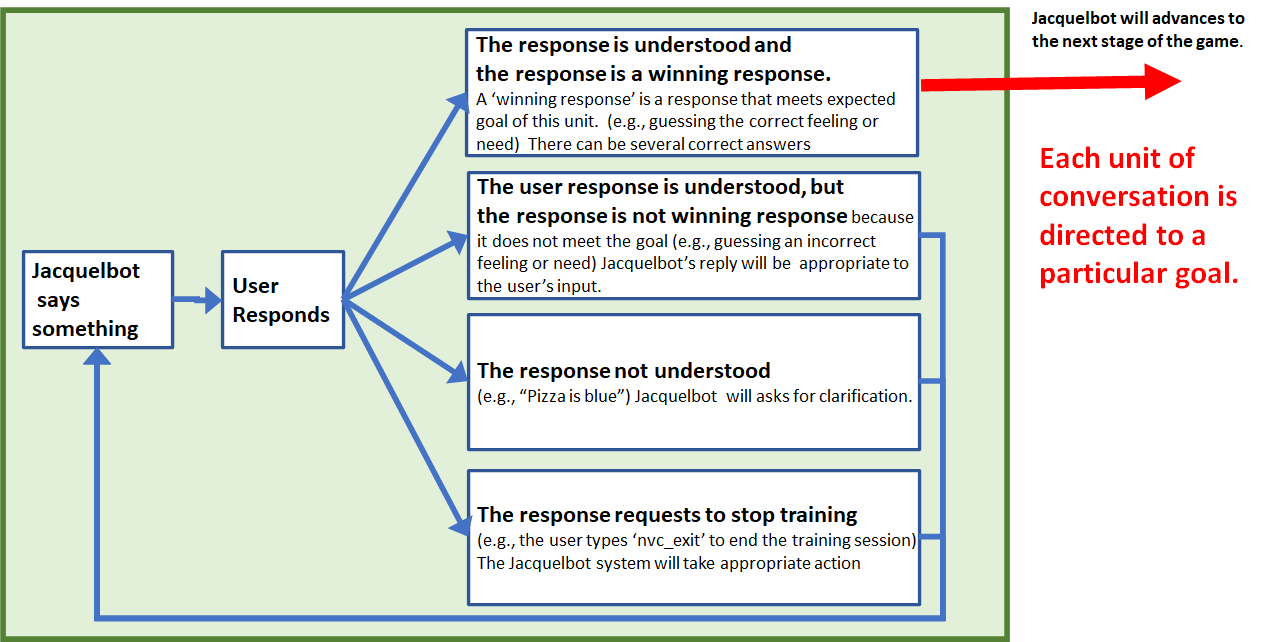 Jacquelbot will advances to
the next stage of the game.
The response is understood and
the response is a winning response.
A ‘winning response’ is a response that meets expected
goal of this unit.  (e.g., guessing the correct feeling or
need)  There can be several correct answers
Each unit of
conversation is
directed to a
particular goal.
The user response is understood, but
the response is not winning response because
it does not meet the goal (e.g., guessing an incorrect
feeling or need) Jacquelbot’s reply will be  appropriate to
the user’s input.
Jacquelbot
says
something
User
Responds
The response not understood
(e.g., “Pizza is blue”) Jacquelbot  will asks for clarification.
The response requests to stop training
(e.g., the user types ‘nvc_exit’ to end the training session)
The Jacquelbot system will take appropriate action